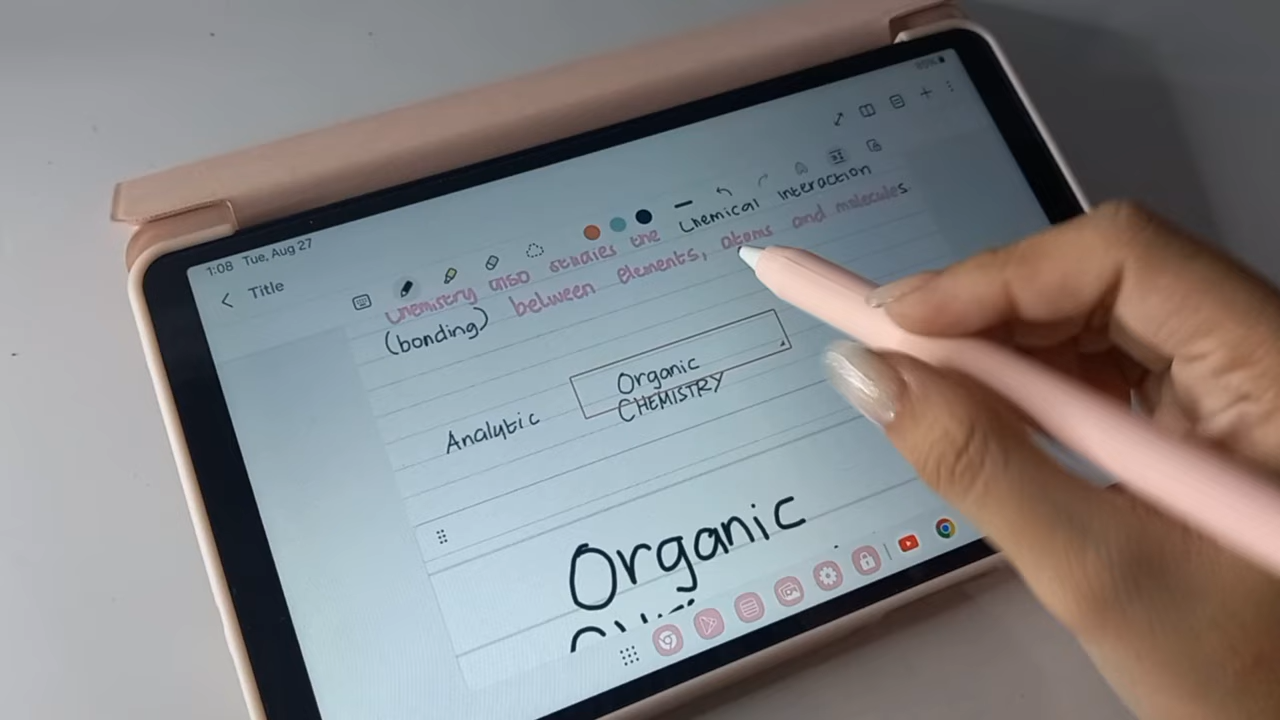 1:08 Tue, Aug 27
Title
Chemistry also studies the Chemical Interaction
(bonding) between elements, atoms and molecules.
Organic
CHEMISTRY
Analytic
Organic